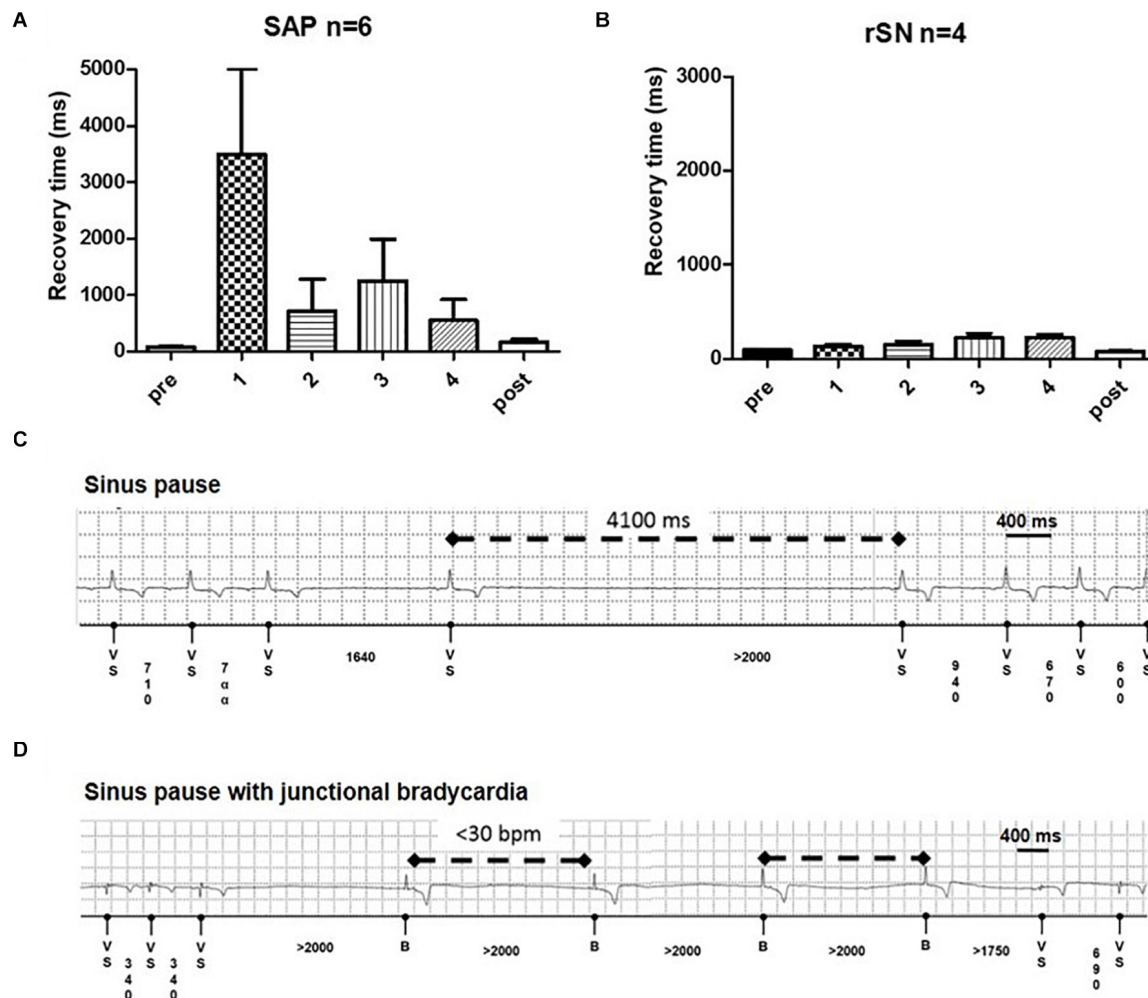 A
SAP n=6
Recovery time (ms)
5000
4000
3000
2000
1000
0
pre
1
2
3
4
post
B
rSN n=4
Recovery time (ms)
3000
2000
1000
0
pre
1
2
3
4
post
C
Sinus pause
4100 ms
400 ms
VS
710
VS
7αα
VS
1640
VS
>2000
VS
940
VS
670
VS
600
VS
D
Sinus pause with junctional bradycardia
<30 bpm
400 ms
VS
340
VS
340
VS
>2000
B
>2000
B
>2000
B
>2000
B
>1750
VS
690
VS